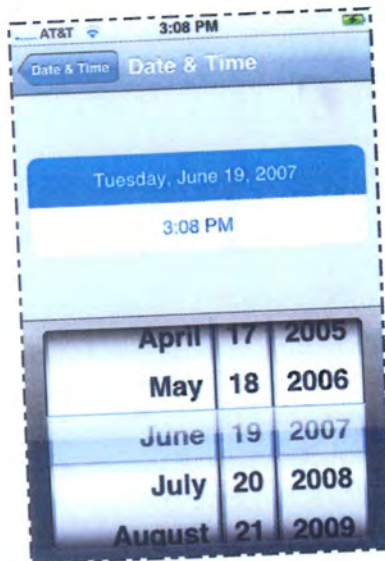 AT&T 3:08 PM
Date & Time Date & Time
Tuesday, June 19, 2007
3:08 PM
April 17 2005
May 18 2006
June 19 2007
July 20 2008
August 21 2009